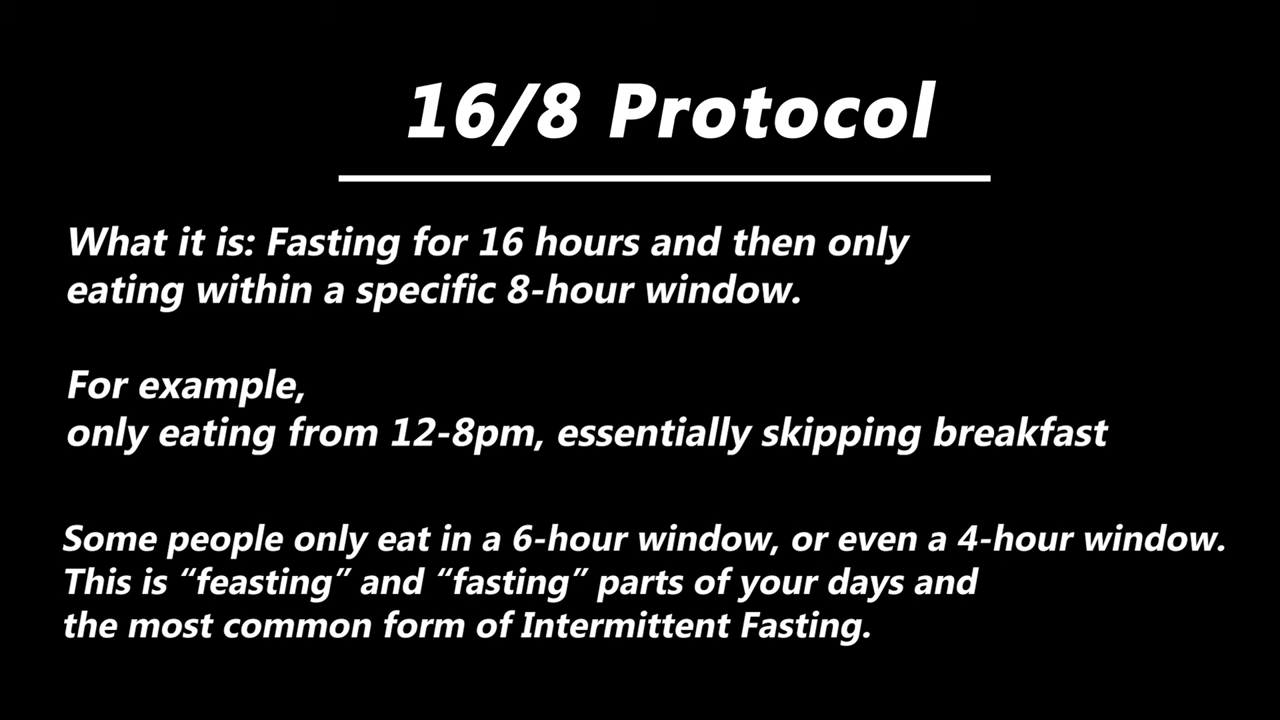 16/8 Protocol
What it is: Fasting for 16 hours and then only
eating within a specific 8-hour window.
For example,
only eating from 12-8pm, essentially skipping breakfast
Some people only eat in a 6-hour window, or even a 4-hour window.
This is “feasting” and “fasting” parts of your days and
the most common form of Intermittent Fasting.